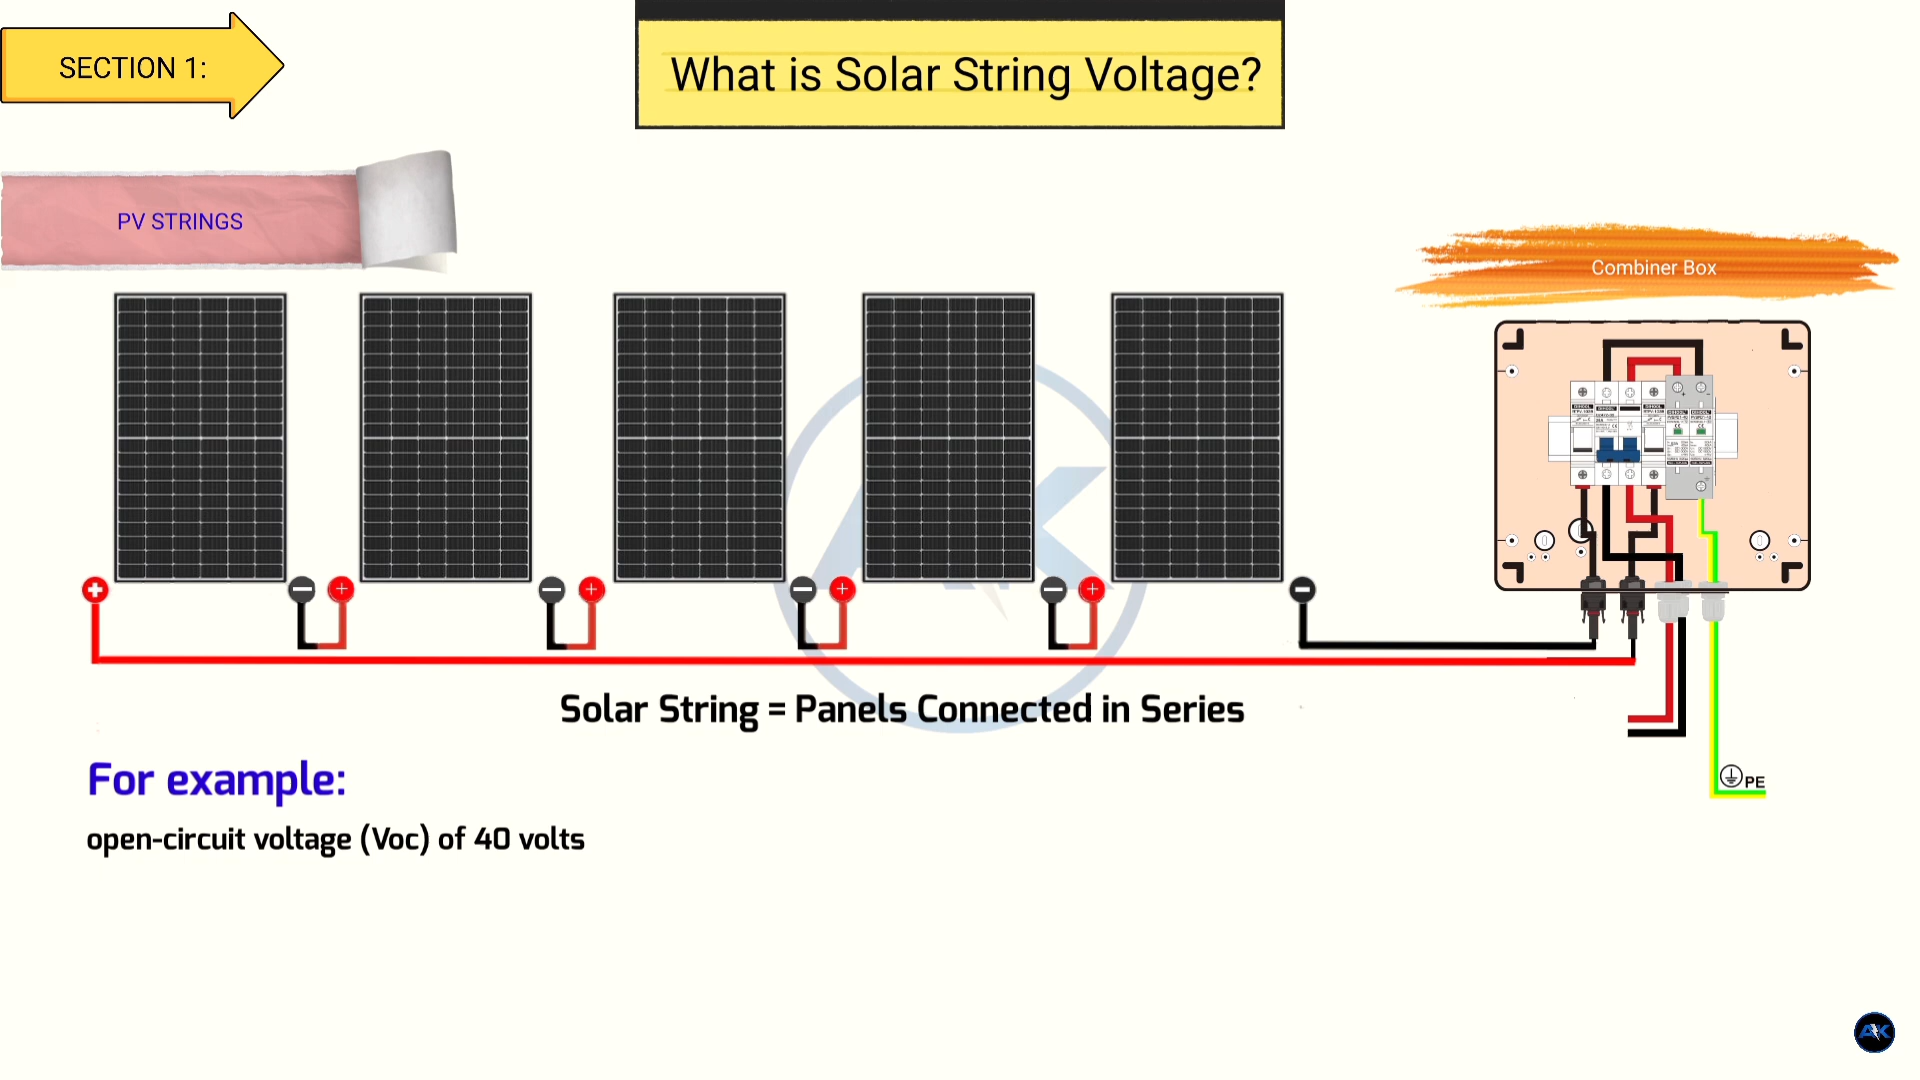 SECTION 1:
What is Solar String Voltage?
PV STRINGS
Combiner Box
Solar String = Panels Connected in Series
PE
For example:
open-circuit voltage (Voc) of 40 volts
AK